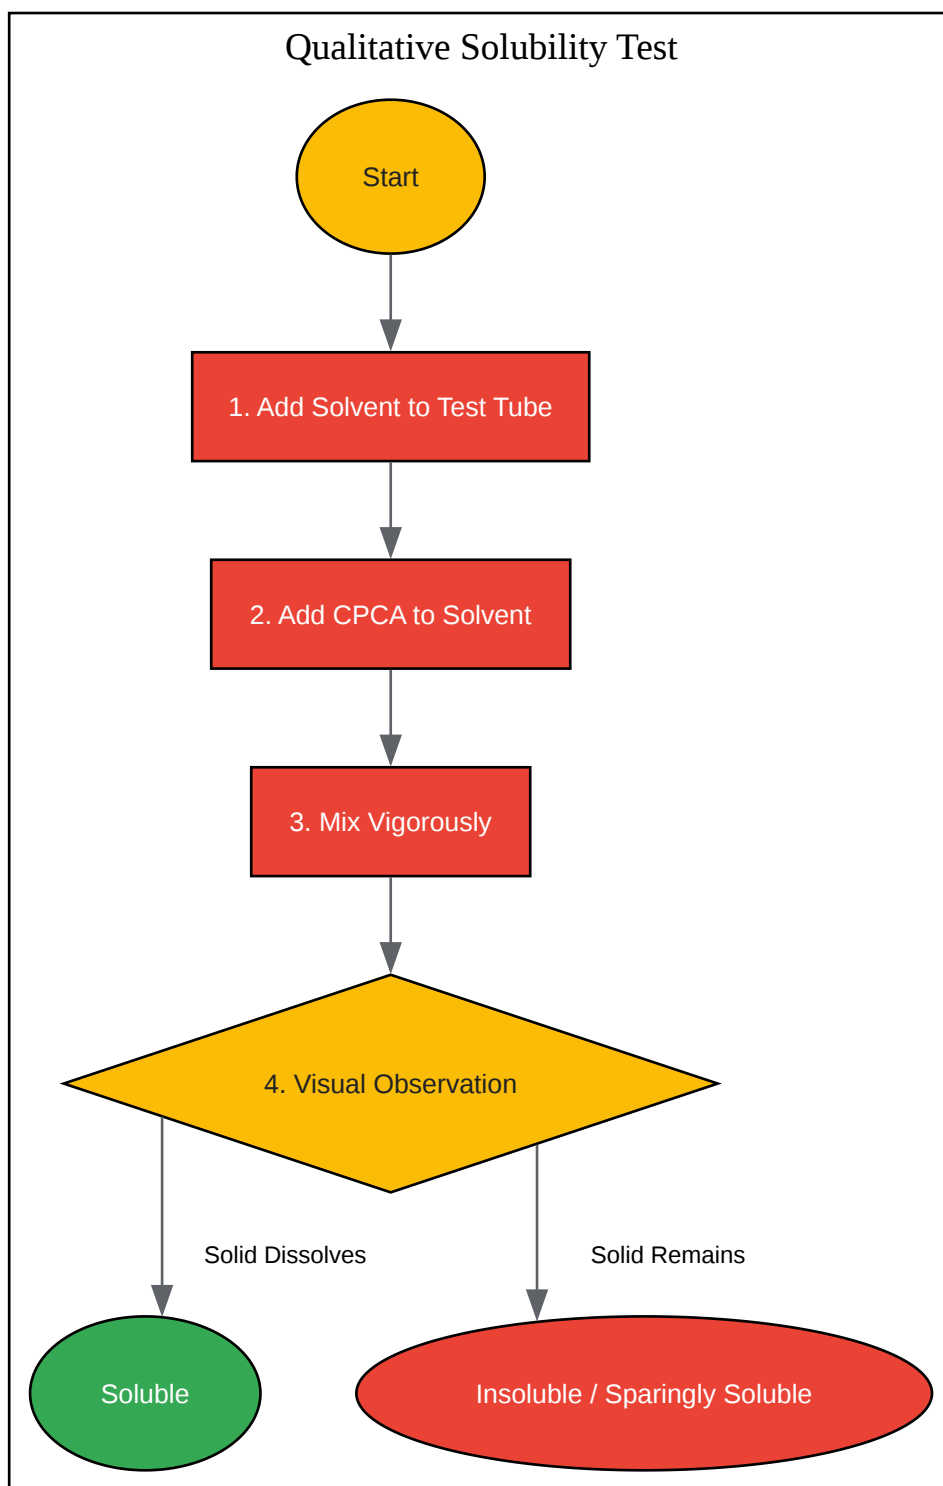 Qualitative Solubility Test
Start
1. Add Solvent to Test Tube
2. Add CPCA to Solvent
3. Mix Vigorously
4. Visual Observation
Solid Dissolves
Solid Remains
Soluble
Insoluble / Sparingly Soluble